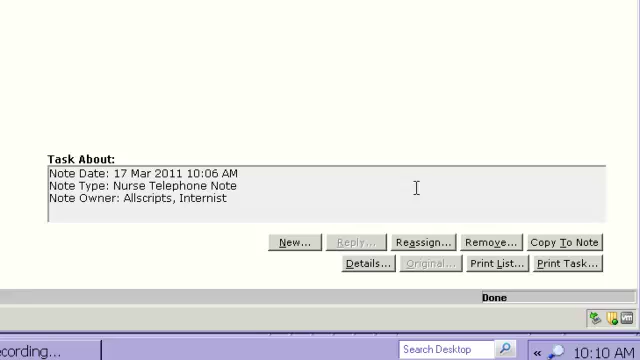 Task About:
Note Date: 17 Mar 2011 10:06 AM
Note Type: Nurse Telephone Note
Note Owner: Allscripts, Internist
New... Reply... Reassign... Remove... Copy To Note
Details... Original... Print List... Print Task...
Done
ecording... Search Desktop « 10:10 AM